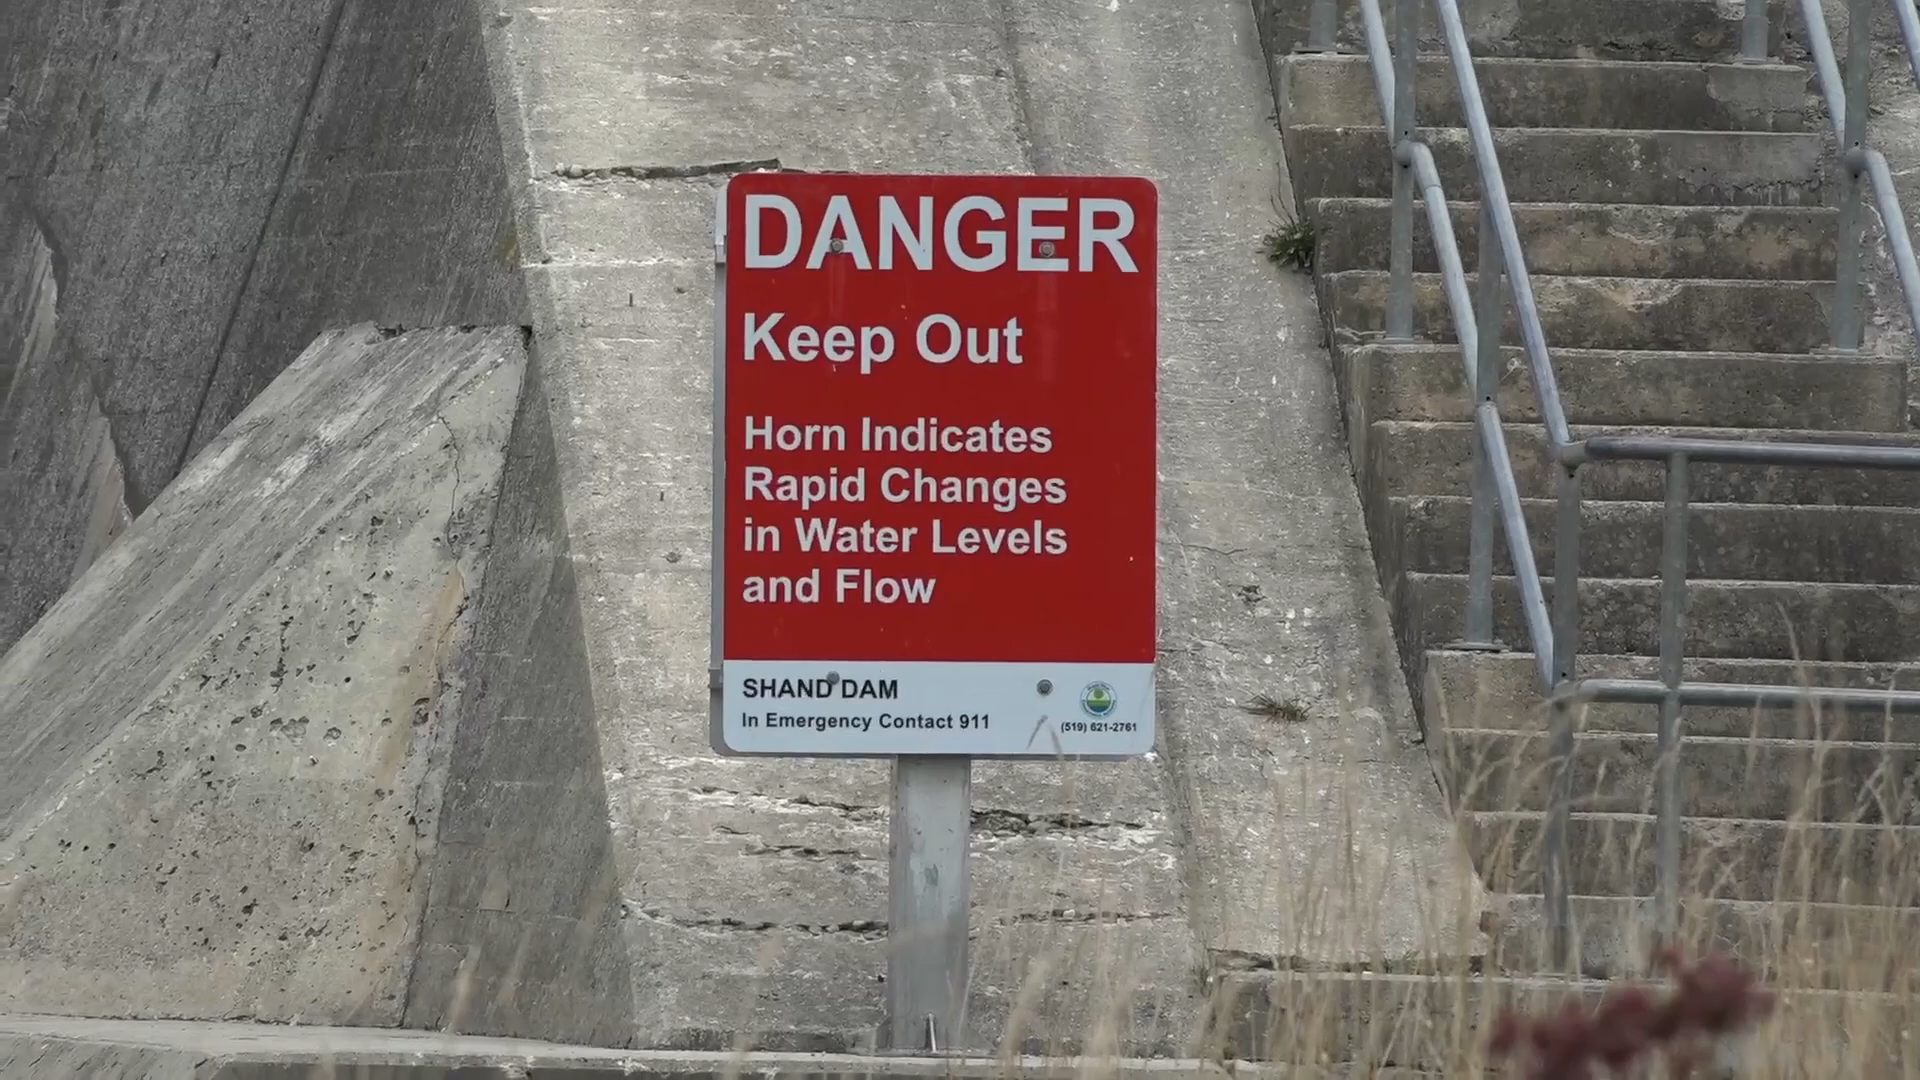 DANGER
Keep Out
Horn Indicates
Rapid Changes
in Water Levels
and Flow
SHAND DAM
In Emergency Contact 911
(519) 621-2761